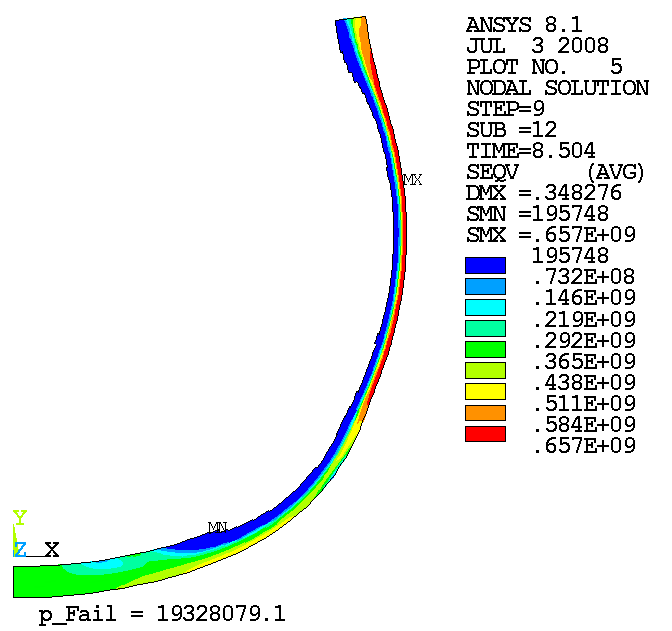 ANSYS 8.1
JUL 3 2008
PLOT NO. 5
NODAL SOLUTION
STEP=9
SUB =12
TIME=8.504
SEQV (AVG)
DMX =.348276
SMN =195748
SMX =.657E+09
195748
.732E+08
.146E+09
.219E+09
.292E+09
.365E+09
.438E+09
.511E+09
.584E+09
.657E+09
MX
MN
Y
Z X
p_Fail = 19328079.1